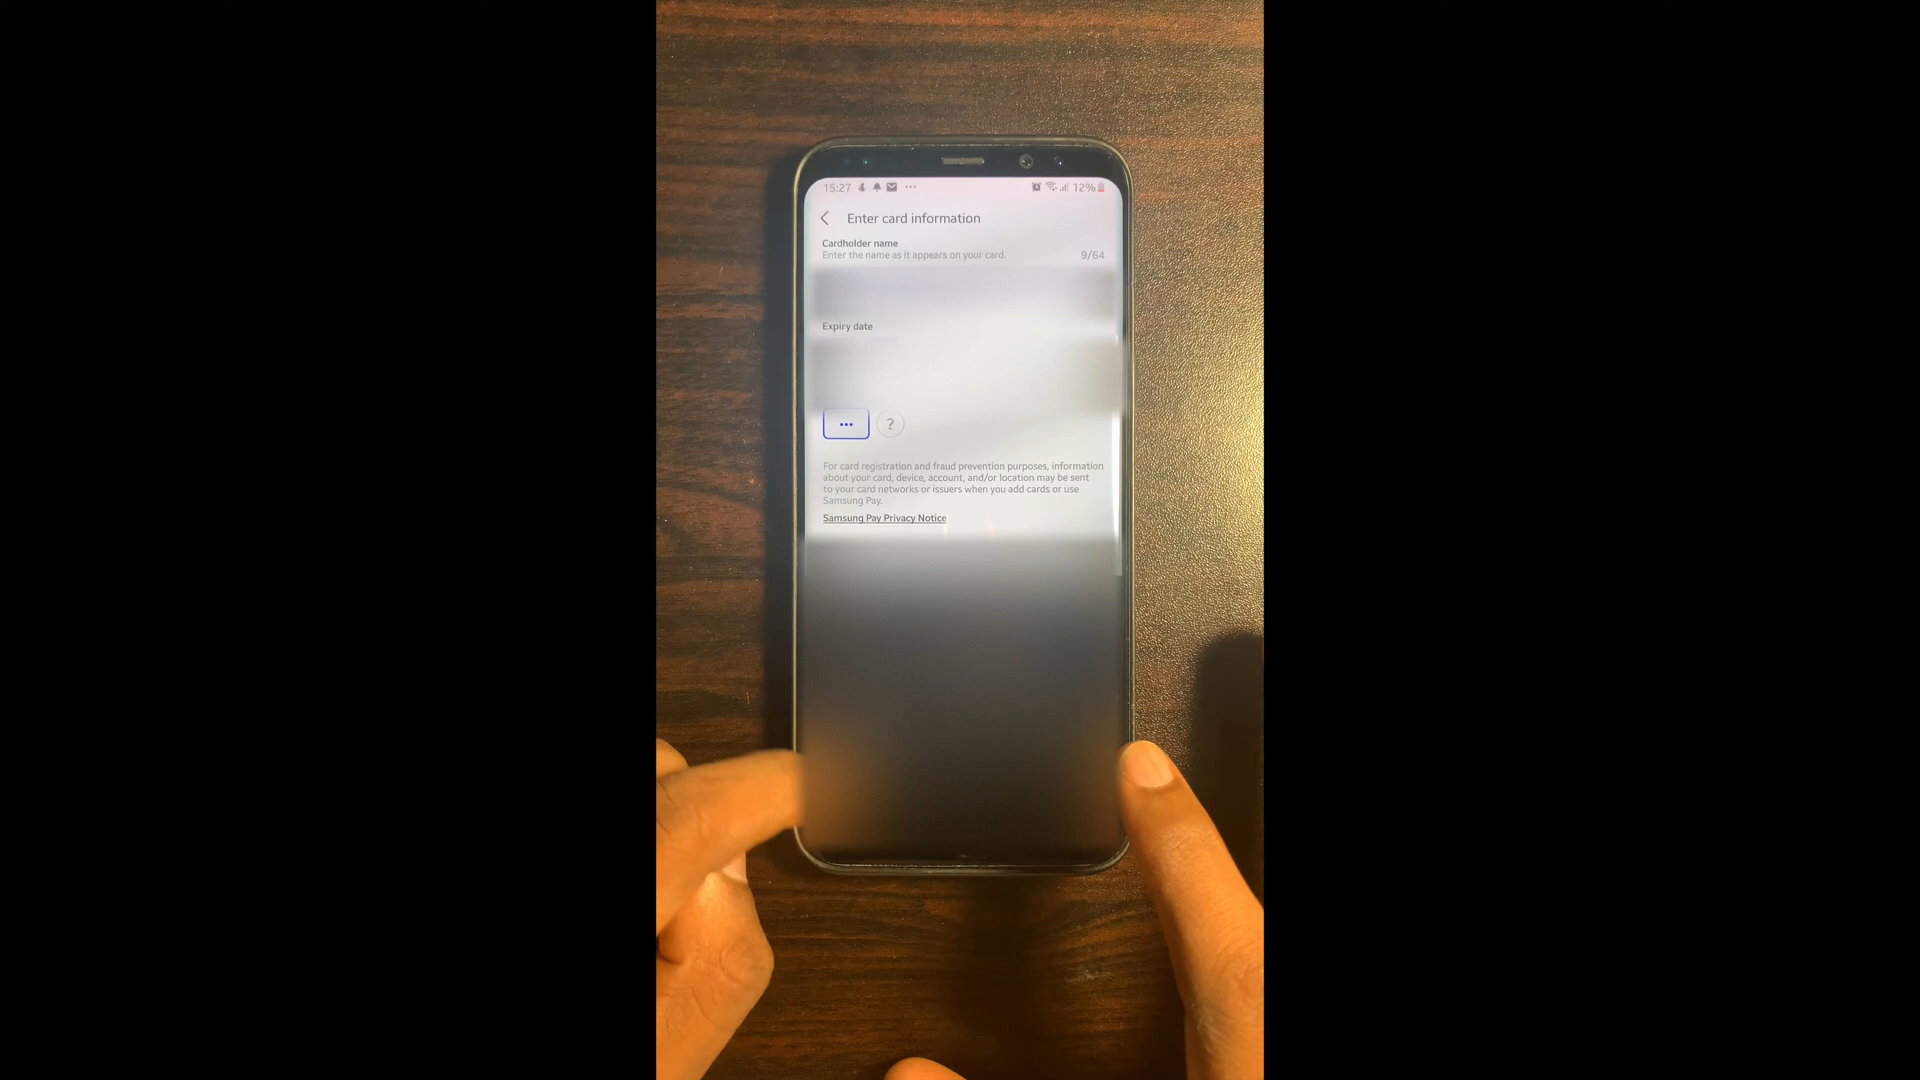 15:27 ... 12%
Enter card information
Cardholder name
Enter the name as it appears on your card. 9/64
Expiry date
••• ?
For card registration and fraud prevention purposes, information
about your card, device, account, and/or location may be sent
to your card networks or issuers when you add cards or use
Samsung Pay.
Samsung Pay Privacy Notice